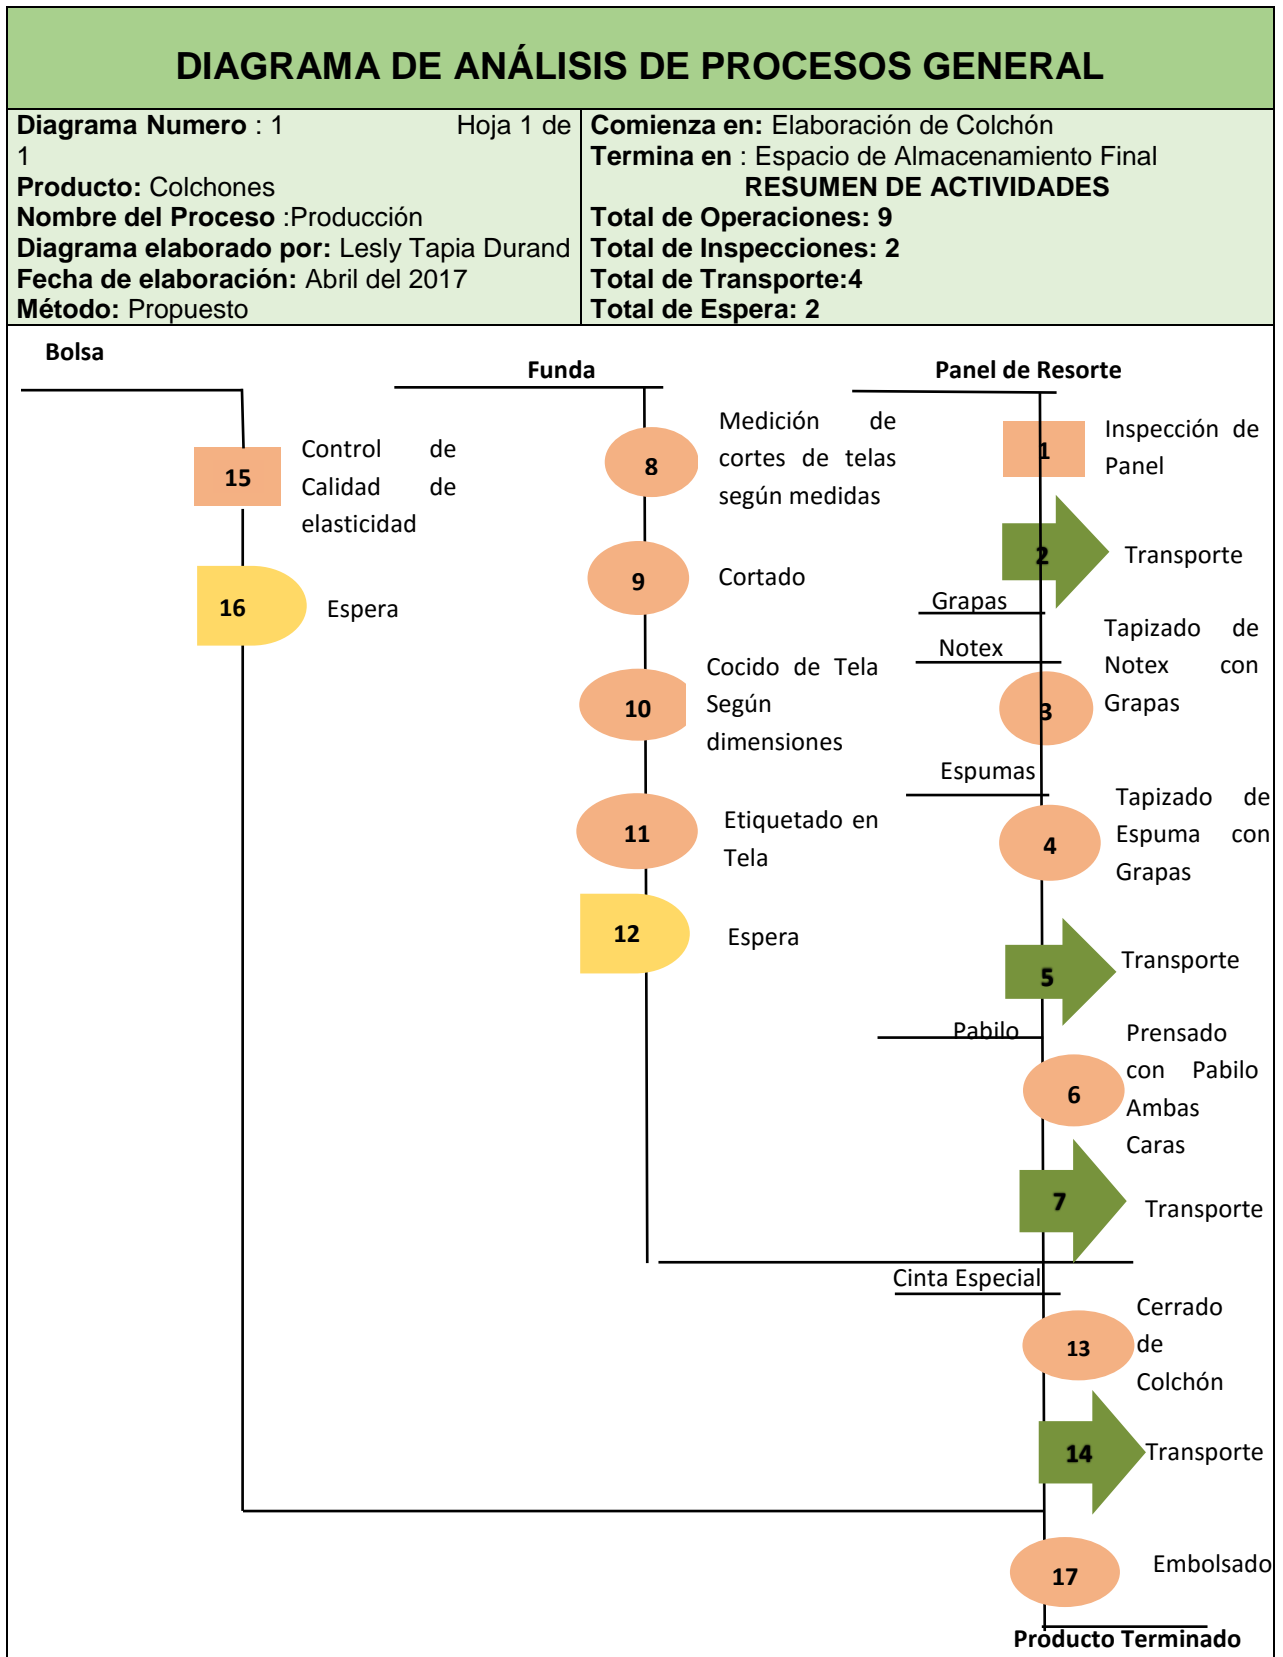 DIAGRAMA DE ANÁLISIS DE PROCESOS GENERAL
Diagrama Numero : 1 Hoja 1 de
1
Producto: Colchones
Nombre del Proceso :Producción
Diagrama elaborado por: Lesly Tapia Durand
Fecha de elaboración: Abril del 2017
Método: Propuesto
Comienza en: Elaboración de Colchón
Termina en : Espacio de Almacenamiento Final
RESUMEN DE ACTIVIDADES
Total de Operaciones: 9
Total de Inspecciones: 2
Total de Transporte:4
Total de Espera: 2
Bolsa
15
Control de
Calidad de
elasticidad
16
Espera
Funda
8
Medición de
cortes de telas
según medidas
9
Cortado
10
Cocido de Tela
Según
dimensiones
11
Etiquetado en
Tela
12
Espera
Panel de Resorte
1
Inspección de
Panel
2
Transporte
Grapas
Notex
3
Tapizado de
Notex con
Grapas
Espumas
4
Tapizado de
Espuma con
Grapas
5
Transporte
Pabilo
6
Prensado
con Pabilo
Ambas
Caras
7
Transporte
Cinta Especial
13
Cerrado
de
Colchón
14
Transporte
17
Embolsado
Producto Terminado